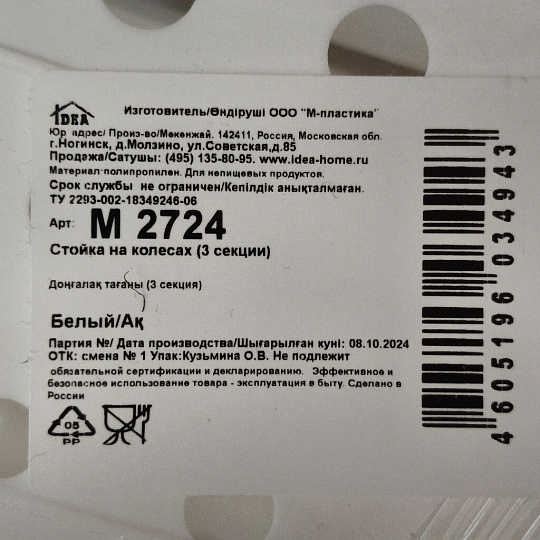 IDEA
Изготовитель/Өндіруші ООО "М-пластика"
Юр адрес/ Произ-во/Мекенжай. 142411, Россия, Московская обл.
г.Ногинск, д.Молзино, ул.Советская,д.85
Продажа/Сатушы: (495) 135-80-95. www.idea-home.ru
Материал-полипропилен. Для непищевых продуктов.
Срок службы не ограничен/Кепілдік анықталмаған.
ТУ 2293-002-18349246-06
Арт: М 2724
Стойка на колесах (3 секции)
Доңғалақ тағаны (3 секция)
Белый/Ақ
Партия №/ Дата производства/Шығарылған күні: 08.10.2024
ОТК: смена № 1 Упак:Кузьмина О.В. Не подлежит
обязательной сертификации и декларированию. Эффективное и
безопасное использование товара - эксплуатация в быту. Сделано в
России
05
PP
4 605196 034943